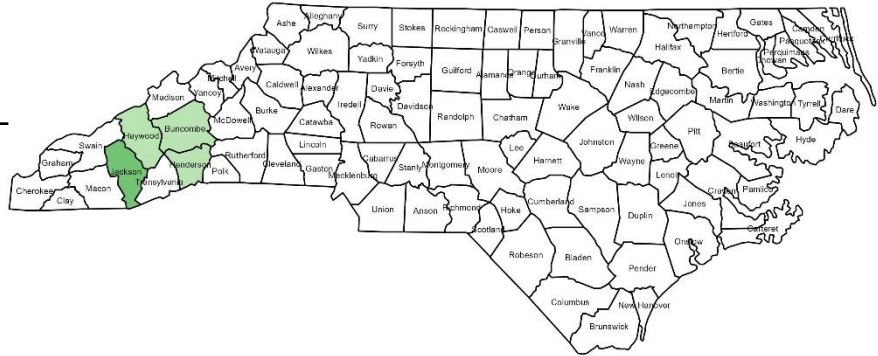 Ashe
Alleghany
Surry
Stokes
Rockingham
Caswell
Person
Granville
Vance
Warren
Northampton
Gates
Camden
Currituck
Pasquotank
Perquimans
Chowan
Hertford
Halifax
Watauga
Wilkes
Yadkin
Forsyth
Guilford
Alamance
Orange
Durham
Franklin
Bertie
Mitchell
Avery
Madison
Yancey
Caldwell
Alexander
Iredell
Davie
Davidson
Randolph
Chatham
Wake
Nash
Edgecombe
Martin
Washington
Tyrrell
Dare
Haywood
Buncombe
McDowell
Burke
Catawba
Rowan
Wilson
Pitt
Beaufort
Hyde
Swain
Graham
Jackson
Henderson
Rutherford
Lincoln
Cleveland
Gaston
Mecklenburg
Cabarrus
Stanly
Montgomery
Moore
Lee
Harnett
Johnston
Wayne
Greene
Lenoir
Craven
Pamlico
Cherokee
Clay
Macon
Transylvania
Polk
Union
Anson
Richmond
Scotland
Hoke
Cumberland
Sampson
Duplin
Jones
Onslow
Carteret
Robeson
Bladen
Pender
Columbus
New Hanover
Brunswick